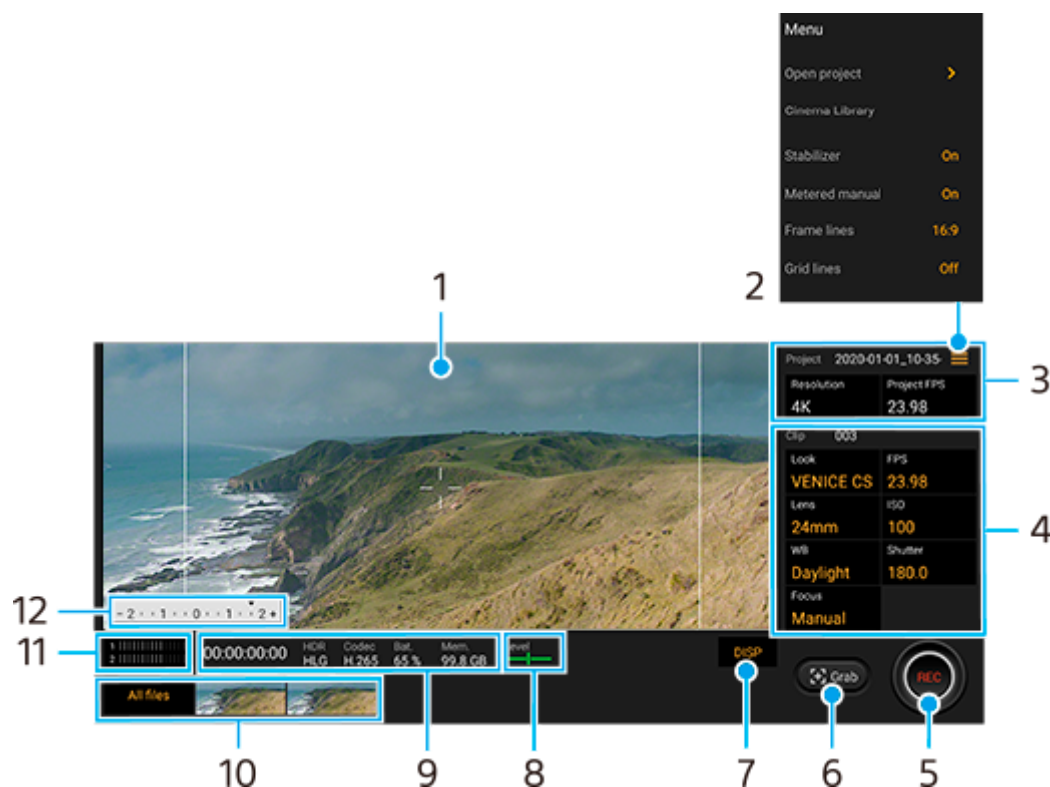 Menu
Open project >
Cinema Library
Stabilizer On
Metered manual On
Frame lines 16:9
Grid lines Off
1
2
Project 2020-01-01_10-35-
Resolution Project FPS
4K 23.98
3
Clip 003
Look FPS
VENICE CS 23.98
Lens ISO
24mm 100
WB Shutter
Daylight 180.0
Focus
Manual
4
12
-2··1··0··1··2+
11
1
2
00:00:00:00
HDR Codec Bat. Mem.
HLG H.265 65 % 99.8 GB
evel
DISP
Grab
REC
All files
10 9 8 7 6 5